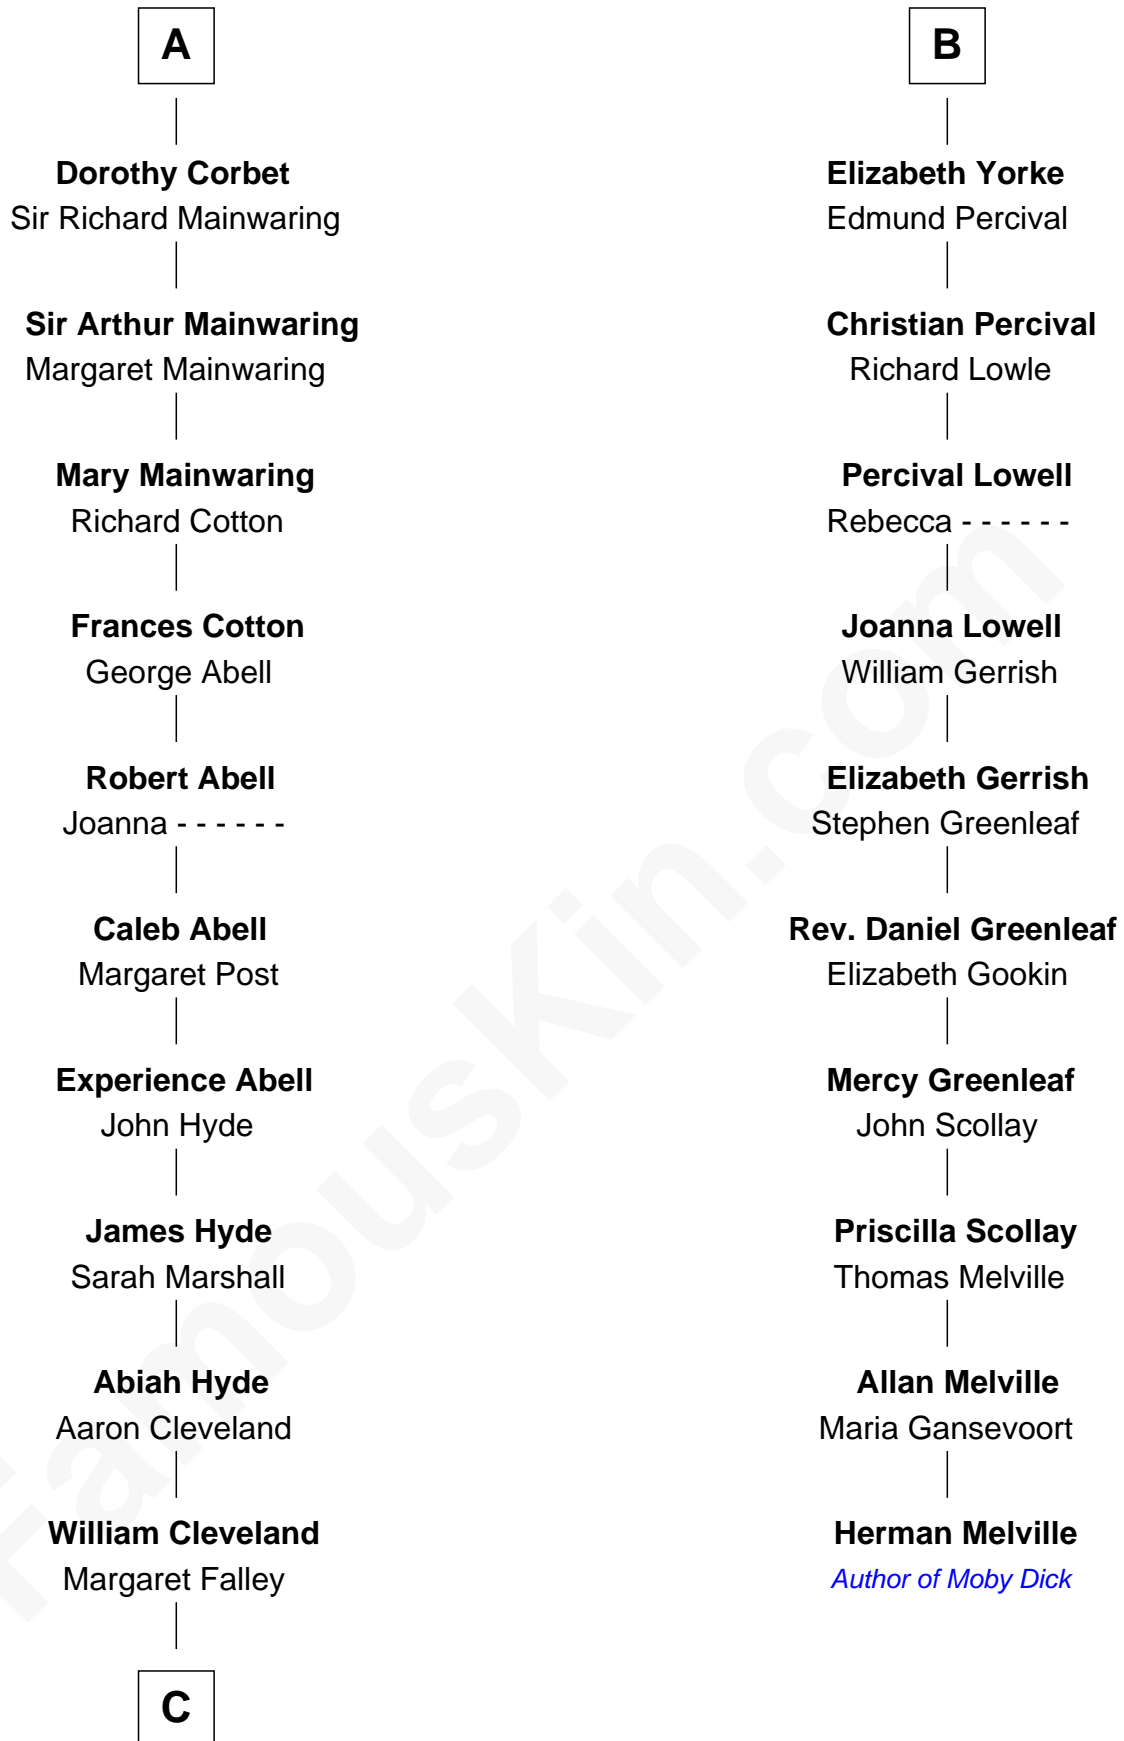 A
Dorothy Corbet
Sir Richard Mainwaring
Sir Arthur Mainwaring
Margaret Mainwaring
Mary Mainwaring
Richard Cotton
Frances Cotton
George Abell
Robert Abell
Joanna - - - - - -
Caleb Abell
Margaret Post
Experience Abell
John Hyde
James Hyde
Sarah Marshall
Abiah Hyde
Aaron Cleveland
William Cleveland
Margaret Falley
C
B
Elizabeth Yorke
Edmund Percival
Christian Percival
Richard Lowle
Percival Lowell
Rebecca - - - - - -
Joanna Lowell
William Gerrish
Elizabeth Gerrish
Stephen Greenleaf
Rev. Daniel Greenleaf
Elizabeth Gookin
Mercy Greenleaf
John Scollay
Priscilla Scollay
Thomas Melville
Allan Melville
Maria Gansevoort
Herman Melville
Author of Moby Dick
FamousKin.com